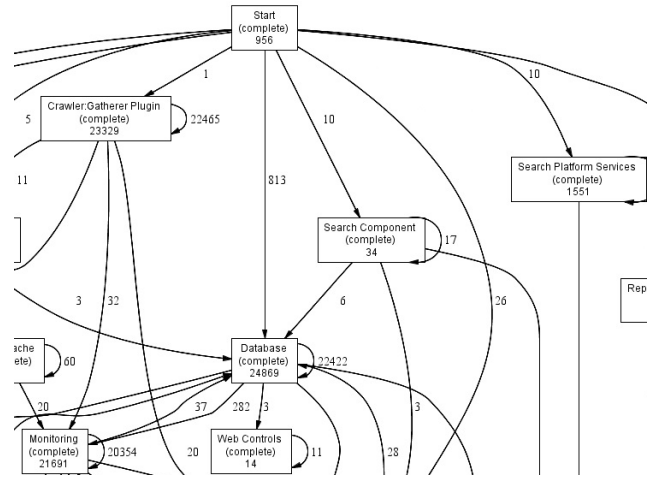 Start
(complete)
956
1
10
10
5
Crawler:Gatherer Plugin
(complete)
23329
22465
11
813
Search Platform Services
(complete)
1551
Search Component
(complete)
34
17
3
32
6
26
Rep
ache
ete)
60
Database
(complete)
24869
22422
20
37
282
3
3
Monitoring
(complete)
21691
20354
20
Web Controls
(complete)
14
11
28